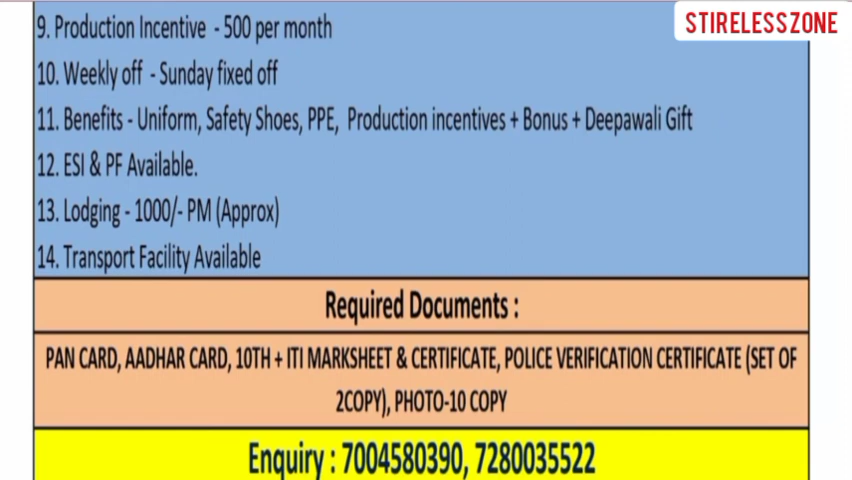 STIRELESSZONE
9. Production Incentive - 500 per month
10. Weekly off - Sunday fixed off
11. Benefits - Uniform, Safety Shoes, PPE, Production incentives + Bonus + Deepawali Gift
12. ESI & PF Available.
13. Lodging - 1000/- PM (Approx)
14. Transport Facility Available
Required Documents :
PAN CARD, AADHAR CARD, 10TH + ITI MARKSHEET & CERTIFICATE, POLICE VERIFICATION CERTIFICATE (SET OF
2COPY), PHOTO-10 COPY
Enquiry : 7004580390, 7280035522